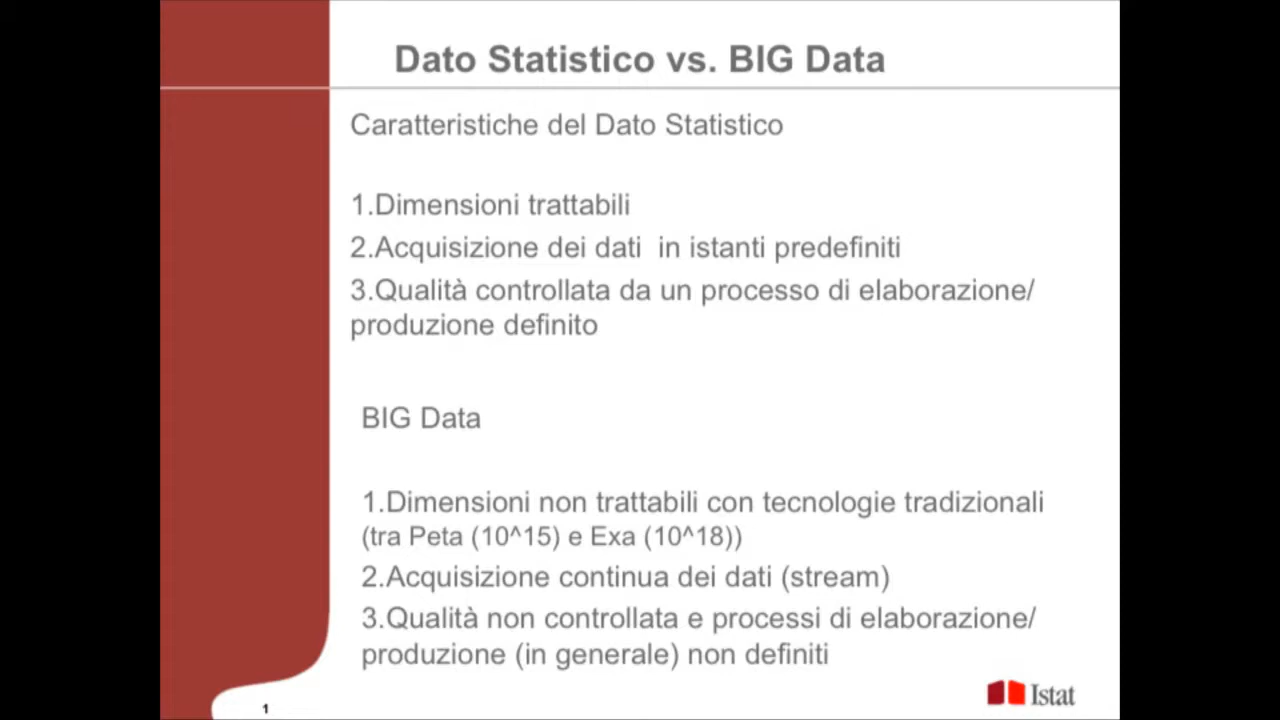 Dato Statistico vs. BIG Data
Caratteristiche del Dato Statistico
1.Dimensioni trattabili
2.Acquisizione dei dati  in istanti predefiniti
3.Qualità controllata da un processo di elaborazione/
produzione definito
BIG Data
1.Dimensioni non trattabili con tecnologie tradizionali
(tra Peta (10^15) e Exa (10^18))
2.Acquisizione continua dei dati (stream)
3.Qualità non controllata e processi di elaborazione/
produzione (in generale) non definiti
1
Istat